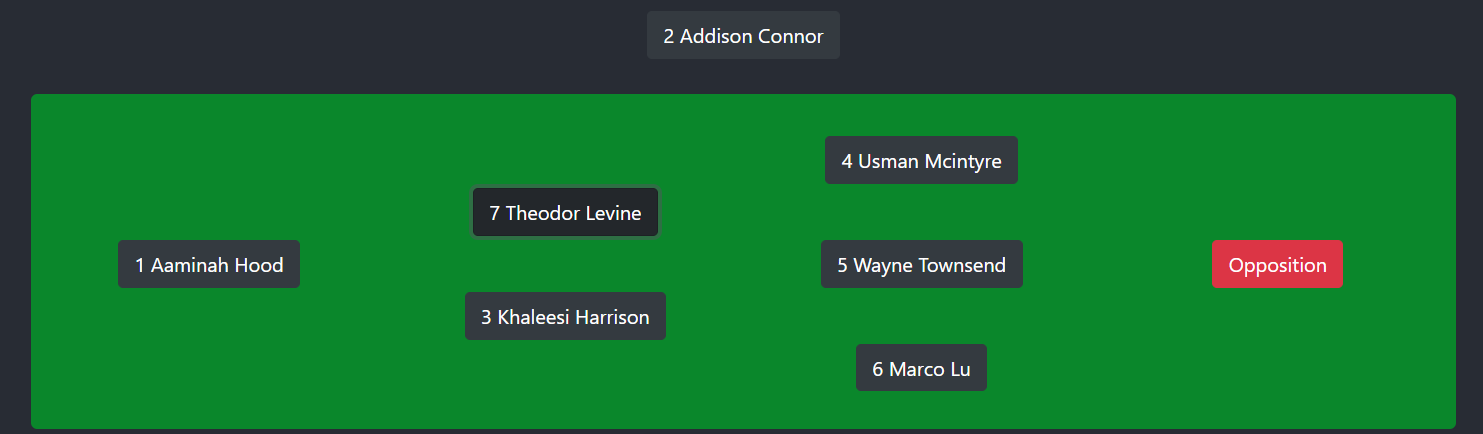 2 Addison Connor
4 Usman Mcintyre
7 Theodor Levine
1 Aaminah Hood
5 Wayne Townsend
Opposition
3 Khaleesi Harrison
6 Marco Lu